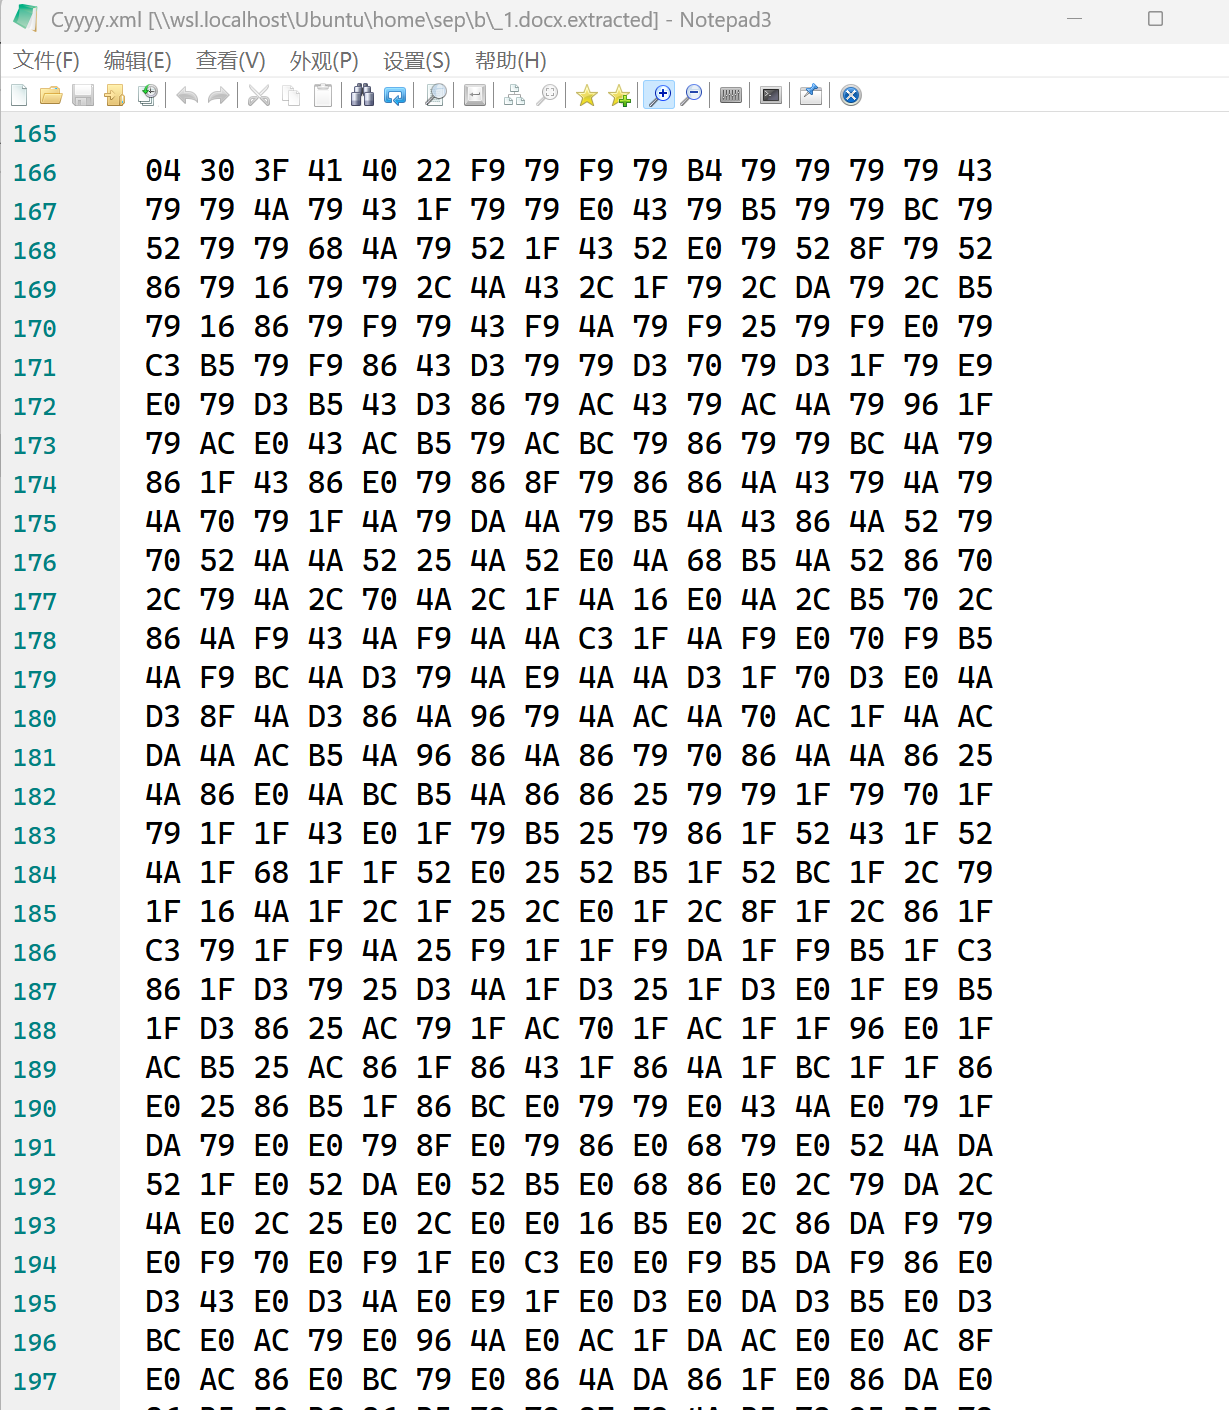 Cyyyy.xml [\\wsl.localhost\Ubuntu\home\sep\b\_1.docx.extracted] - Notepad3
文件(F) 编辑(E) 查看(V) 外观(P) 设置(S) 帮助(H)
165
166 04 30 3F 41 40 22 F9 79 F9 79 B4 79 79 79 79 43
167 79 79 4A 79 43 1F 79 79 E0 43 79 B5 79 79 BC 79
168 52 79 79 68 4A 79 52 1F 43 52 E0 79 52 8F 79 52
169 86 79 16 79 79 2C 4A 43 2C 1F 79 2C DA 79 2C B5
170 79 16 86 79 F9 79 43 F9 4A 79 F9 25 79 F9 E0 79
171 C3 B5 79 F9 86 43 D3 79 79 D3 70 79 D3 1F 79 E9
172 E0 79 D3 B5 43 D3 86 79 AC 43 79 AC 4A 79 96 1F
173 79 AC E0 43 AC B5 79 AC BC 79 86 79 79 BC 4A 79
174 86 1F 43 86 E0 79 86 8F 79 86 86 4A 43 79 4A 79
175 4A 70 79 1F 4A 79 DA 4A 79 B5 4A 43 86 4A 52 79
176 70 52 4A 4A 52 25 4A 52 E0 4A 68 B5 4A 52 86 70
177 2C 79 4A 2C 70 4A 2C 1F 4A 16 E0 4A 2C B5 70 2C
178 86 4A F9 43 4A F9 4A 4A C3 1F 4A F9 E0 70 F9 B5
179 4A F9 BC 4A D3 79 4A E9 4A 4A D3 1F 70 D3 E0 4A
180 D3 8F 4A D3 86 4A 96 79 4A AC 4A 70 AC 1F 4A AC
181 DA 4A AC B5 4A 96 86 4A 86 79 70 86 4A 4A 86 25
182 4A 86 E0 4A BC B5 4A 86 86 25 79 79 1F 79 70 1F
183 79 1F 1F 43 E0 1F 79 B5 25 79 86 1F 52 43 1F 52
184 4A 1F 68 1F 1F 52 E0 25 52 B5 1F 52 BC 1F 2C 79
185 1F 16 4A 1F 2C 1F 25 2C E0 1F 2C 8F 1F 2C 86 1F
186 C3 79 1F F9 4A 25 F9 1F 1F F9 DA 1F F9 B5 1F C3
187 86 1F D3 79 25 D3 4A 1F D3 25 1F D3 E0 1F E9 B5
188 1F D3 86 25 AC 79 1F AC 70 1F AC 1F 1F 96 E0 1F
189 AC B5 25 AC 86 1F 86 43 1F 86 4A 1F BC 1F 1F 86
190 E0 25 86 B5 1F 86 BC E0 79 79 E0 43 4A E0 79 1F
191 DA 79 E0 E0 79 8F E0 79 86 E0 68 79 E0 52 4A DA
192 52 1F E0 52 DA E0 52 B5 E0 68 86 E0 2C 79 DA 2C
193 4A E0 2C 25 E0 2C E0 E0 16 B5 E0 2C 86 DA F9 79
194 E0 F9 70 E0 F9 1F E0 C3 E0 E0 F9 B5 DA F9 86 E0
195 D3 43 E0 D3 4A E0 E9 1F E0 D3 E0 DA D3 B5 E0 D3
196 BC E0 AC 79 E0 96 4A E0 AC 1F DA AC E0 E0 AC 8F
197 E0 AC 86 E0 BC 79 E0 86 4A DA 86 1F E0 86 DA E0